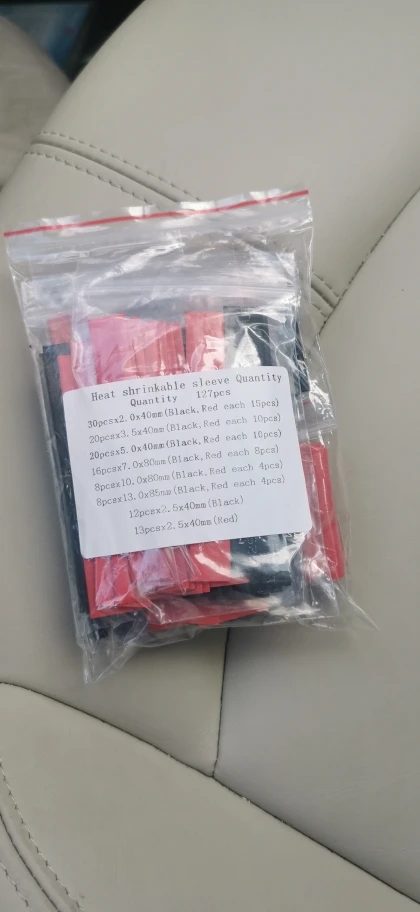 Heat shrinkable sleeve Quantity
Quantity 127pcs
30pcsx2.0x40mm(Black,Red each 15pcs)
20pcsx3.5x40mm(Black,Red each 10pcs)
20pcsx5.0x40mm(Black,Red each 10pcs)
16pcsx7.0x80mm(Black,Red each 8pcs)
8pcsx10.0x80mm(Black,Red each 4pcs)
8pcsx13.0x85mm(Black,Red each 4pcs)
12pcsx2.5x40mm(Black)
13pcsx2.5x40mm(Red)